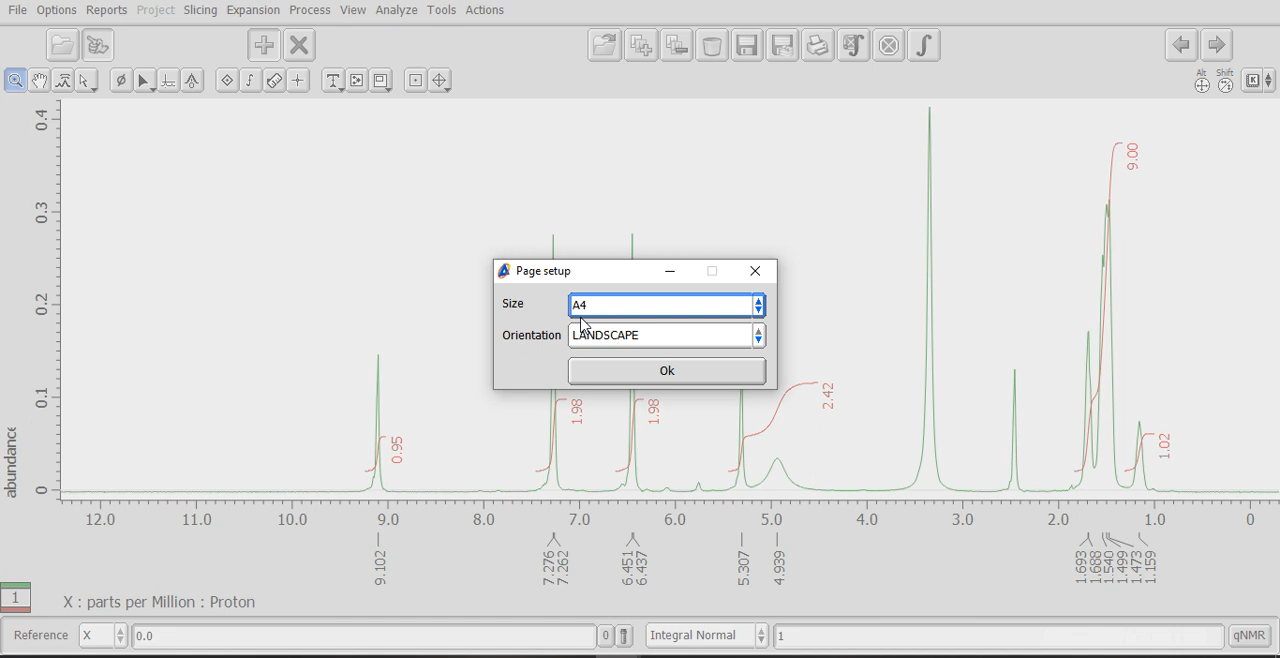 File Options Reports Project Slicing Expansion Process View Analyze Tools Actions
Alt Shift
K
Page setup
Size A4
Orientation LANDSCAPE
Ok
0.4
0.3
0.2
0.1
0
abundance
0.95
1.98
1.98
2.42
9.00
1.02
12.0 11.0 10.0 9.0 8.0 7.0 6.0 5.0 4.0 3.0 2.0 1.0 0
9.102 7.276 7.262 6.451 6.437 5.307 4.939 1.693 1.688 1.540 1.499 1.473 1.159
1
X : parts per Million : Proton
Reference X 0.0 0 Integral Normal 1 qNMR